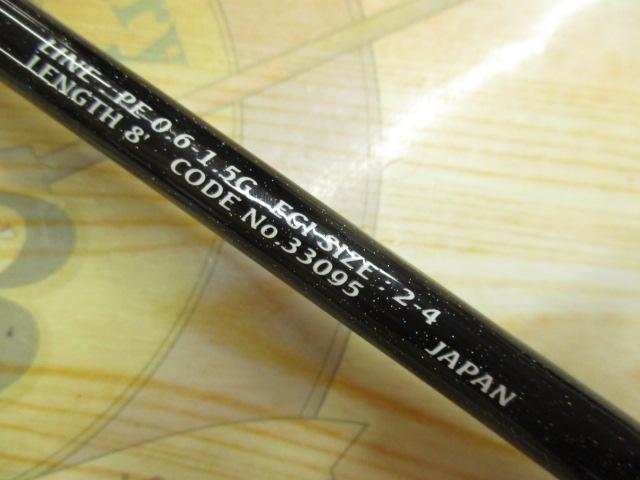 LINE PE 0.6-1.5G EGI SIZE : 2-4
LENGTH 8' CODE No.33095
JAPAN